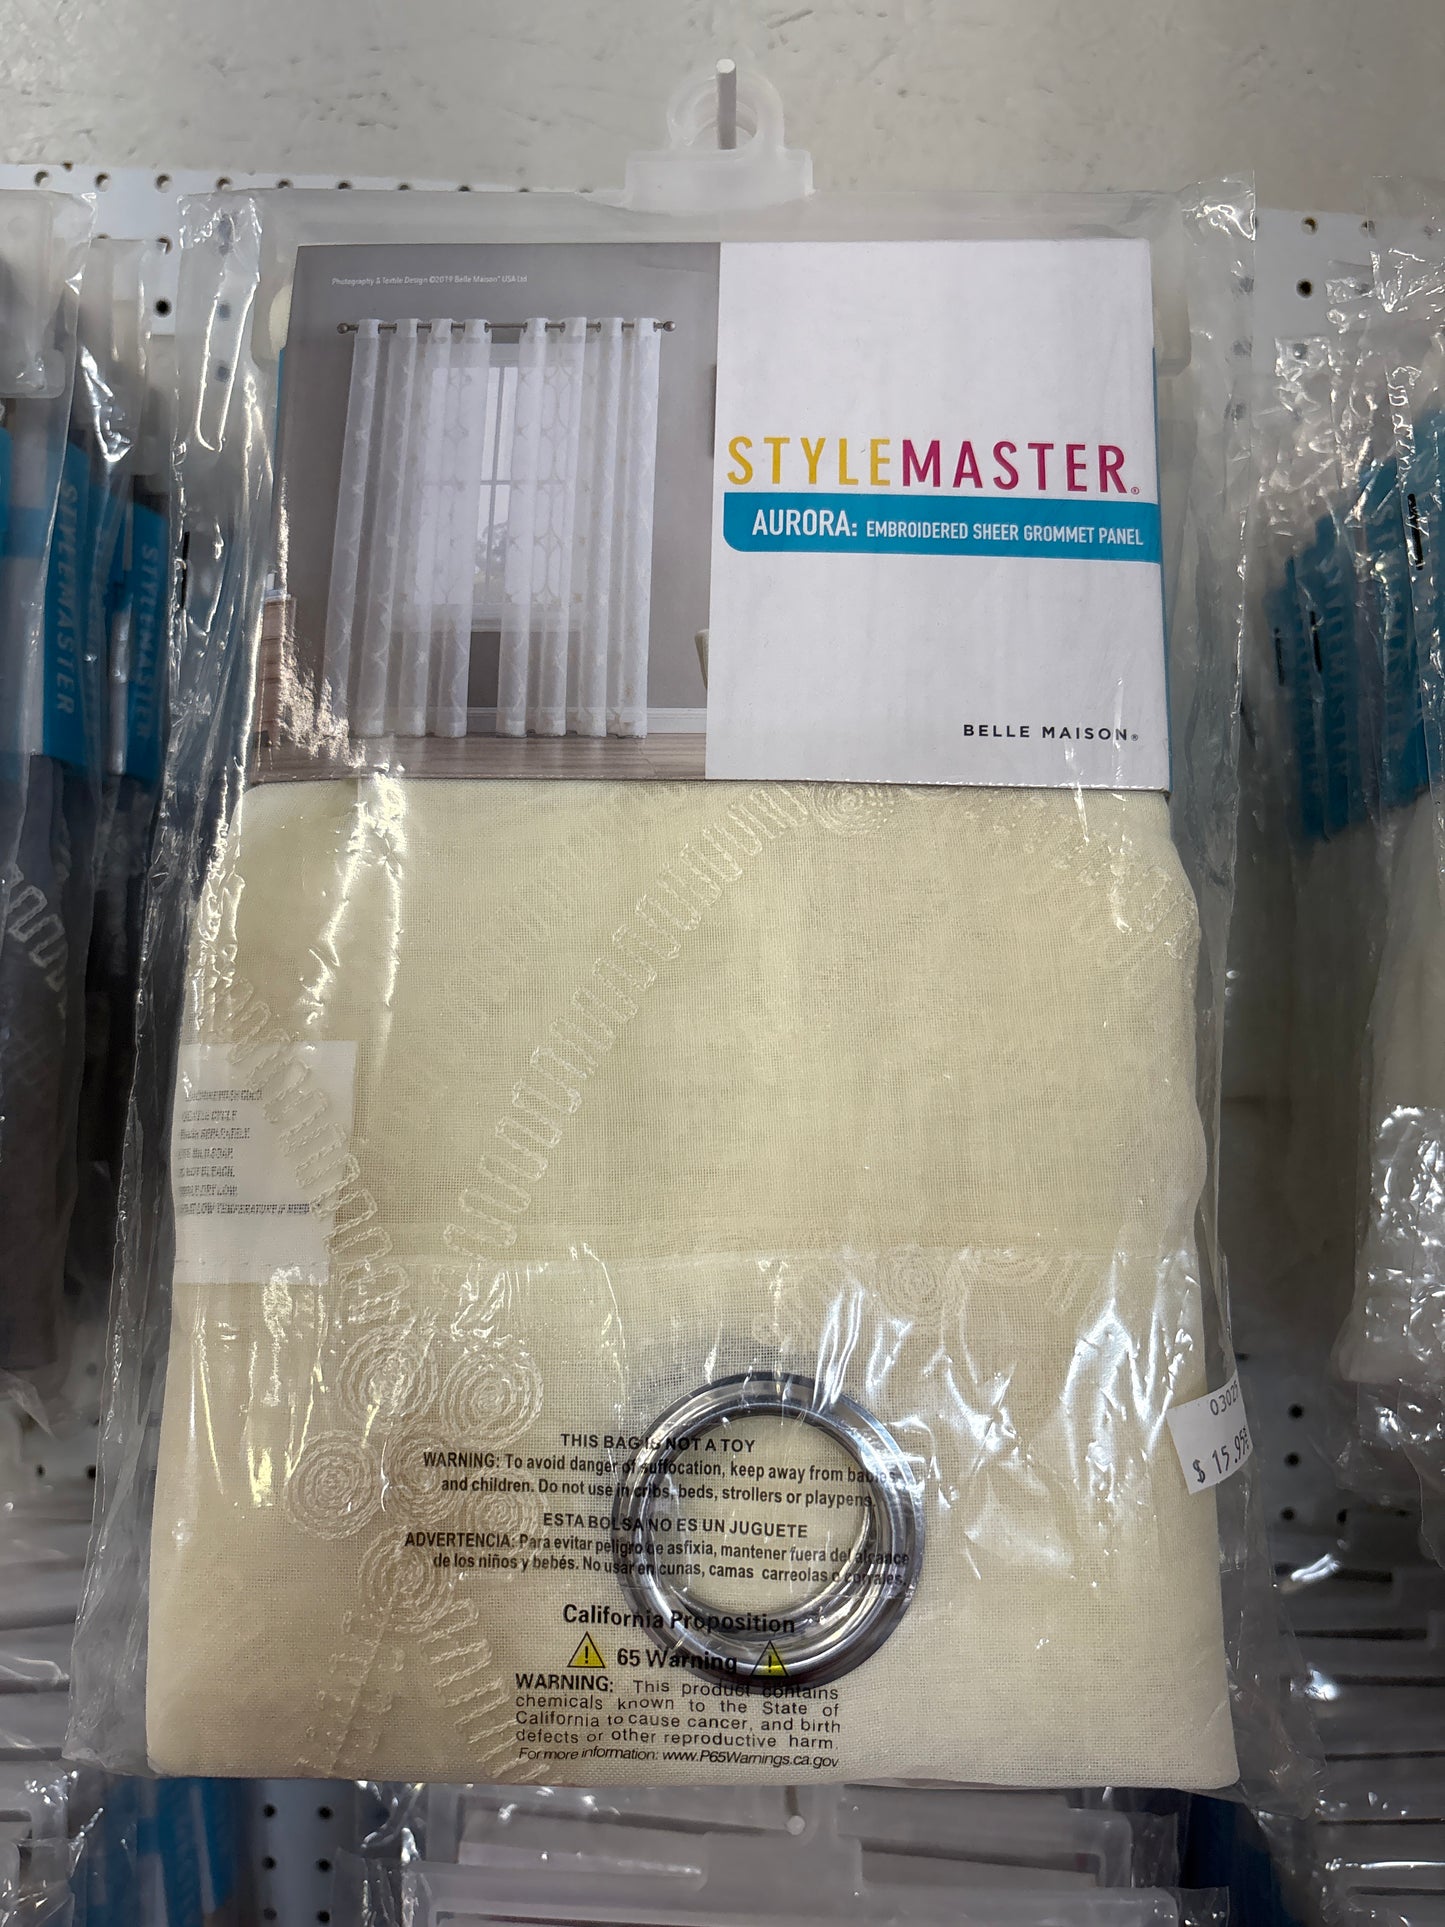 Photography & Textile Design ©2019 Belle Maison™ USA Ltd
STYLEMASTER®
AURORA: EMBROIDERED SHEER GROMMET PANEL
BELLE MAISON®
STYLEMASTER
STYLEMASTER
03025
$ 15.95
THIS BAG IS NOT A TOY
WARNING: To avoid danger of suffocation, keep away from babies
and children. Do not use in cribs, beds, strollers or playpens.
ESTA BOLSA NO ES UN JUGUETE
ADVERTENCIA: Para evitar peligro de asfixia, mantener fuera del alcance
de los niños y bebés. No usar en cunas, camas carreolas o corrales.
California Proposition
65 Warning
WARNING: This product contains
chemicals known to the State of
California to cause cancer, and birth
defects or other reproductive harm.
For more information: www.P65Warnings.ca.gov